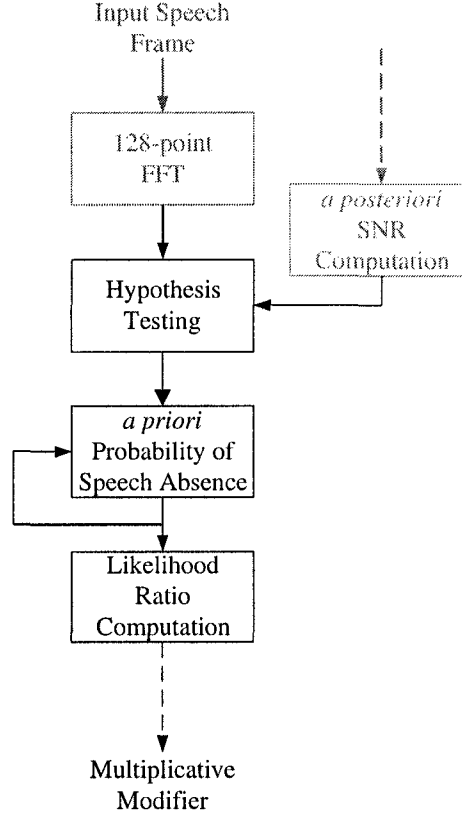 Input Speech
Frame
128-point
FFT
a posteriori
SNR
Computation
Hypothesis
Testing
a priori
Probability of
Speech Absence
Likelihood
Ratio
Computation
Multiplicative
Modifier